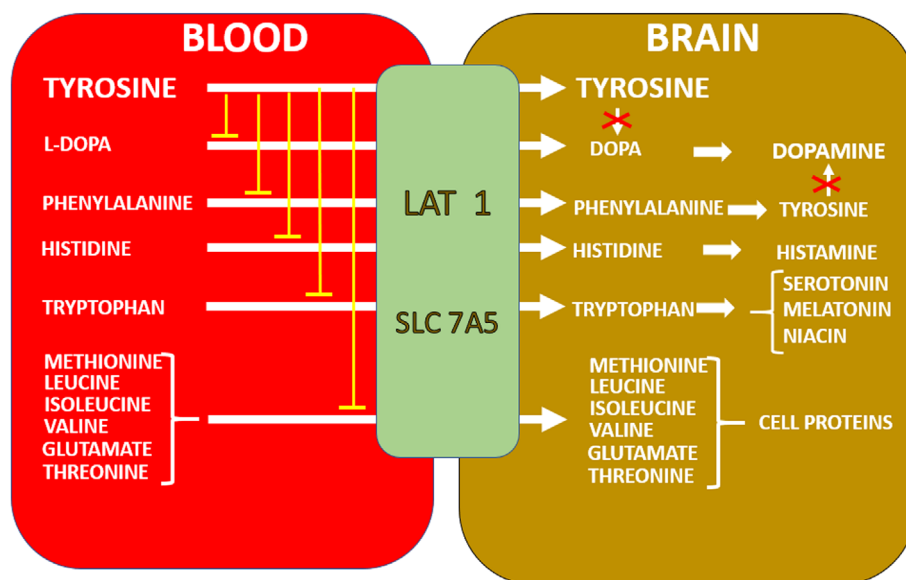 BLOOD
TYROSINE
L-DOPA
PHENYLALANINE
HISTIDINE
TRYPTOPHAN
METHIONINE
LEUCINE
ISOLEUCINE
VALINE
GLUTAMATE
THREONINE
LAT 1
SLC 7A5
BRAIN
TYROSINE
DOPA
DOPAMINE
PHENYLALANINE
TYROSINE
HISTIDINE
HISTAMINE
TRYPTOPHAN
SEROTONIN
MELATONIN
NIACIN
METHIONINE
LEUCINE
ISOLEUCINE
VALINE
GLUTAMATE
THREONINE
CELL PROTEINS